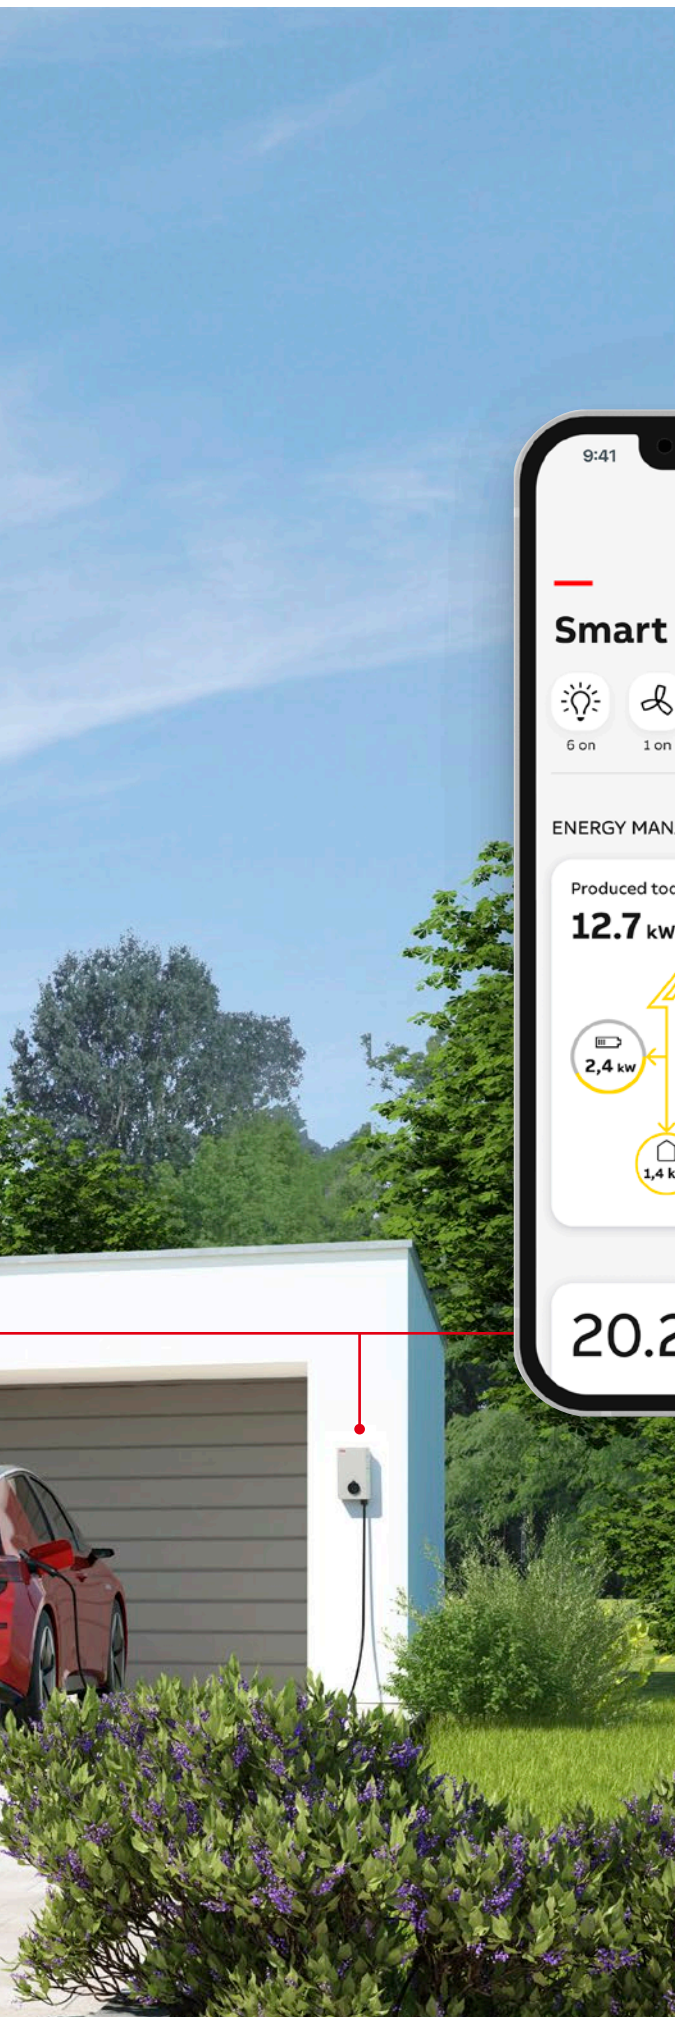 9:41
Smart
6 on
1 on
ENERGY MAN
Produced tod
12.7 kW
2,4 kW
1,4 k
20.2